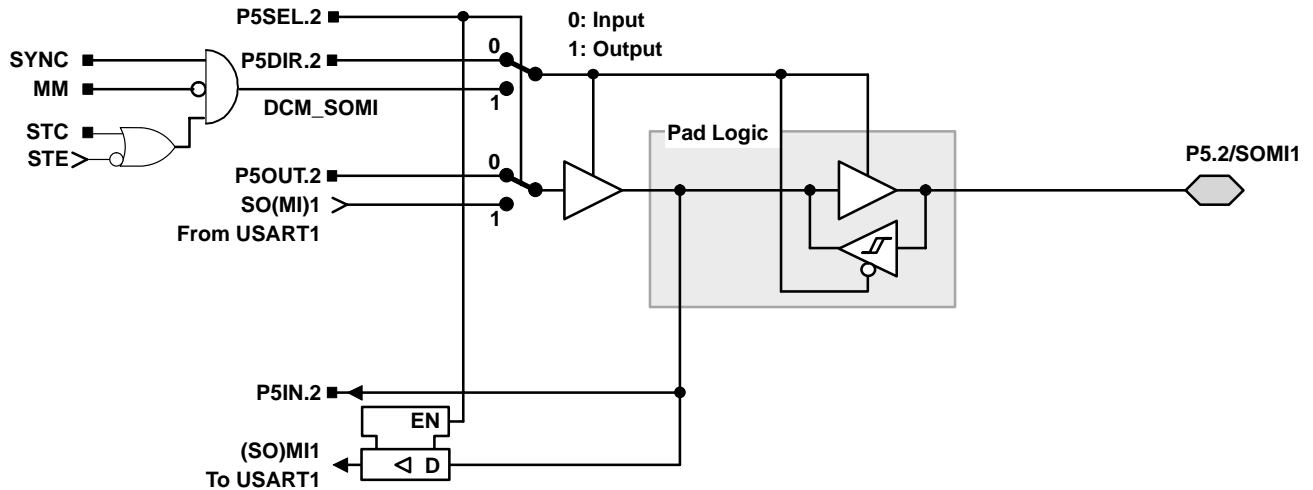 P5SEL.2
0: Input
1: Output
SYNC
MM
STC
STE
P5DIR.2
0
1
DCM_SOMI
Pad Logic
P5.2/SOMI1
P5OUT.2
0
SO(MI)1
1
From USART1
P5IN.2
EN
(SO)MI1
D
To USART1